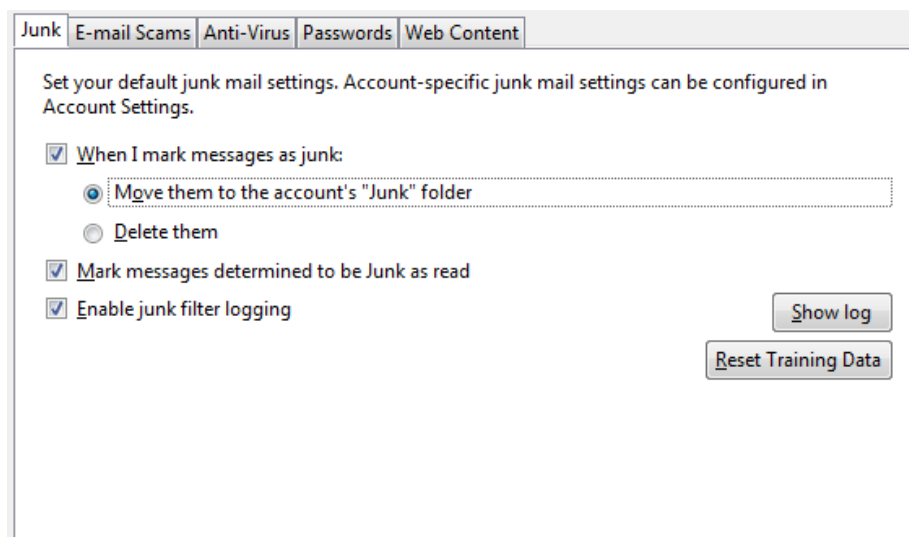 Junk E-mail Scams Anti-Virus Passwords Web Content
Set your default junk mail settings. Account-specific junk mail settings can be configured in
Account Settings.
When I mark messages as junk:
Move them to the account's "Junk" folder
Delete them
Mark messages determined to be Junk as read
Enable junk filter logging
Show log
Reset Training Data